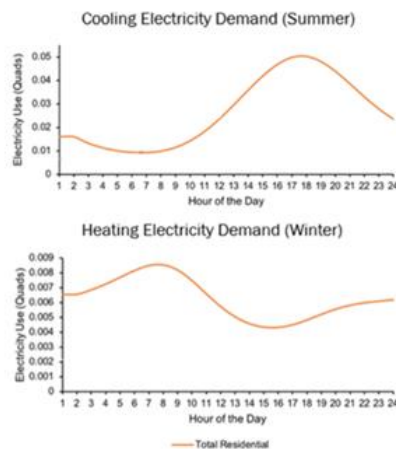 Cooling Electricity Demand (Summer)
Electricity Use (Quads)
0.05
0.04
0.03
0.02
0.01
0
1 2 3 4 5 6 7 8 9 10 11 12 13 14 15 16 17 18 19 20 21 22 23 24
Hour of the Day
Heating Electricity Demand (Winter)
Electricity Use (Quads)
0.009
0.008
0.007
0.006
0.005
0.004
0.003
0.002
0.001
0
1 2 3 4 5 6 7 8 9 10 11 12 13 14 15 16 17 18 19 20 21 22 23 24
Hour of the Day
Total Residential